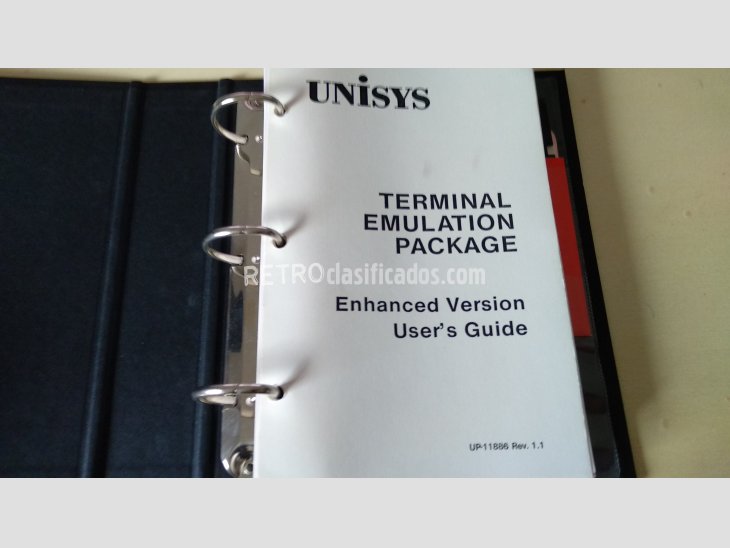 UNiSYS
TERMINAL
EMULATION
PACKAGE
RETROclasificados.com
Enhanced Version
User's Guide
UP-11886 Rev. 1.1